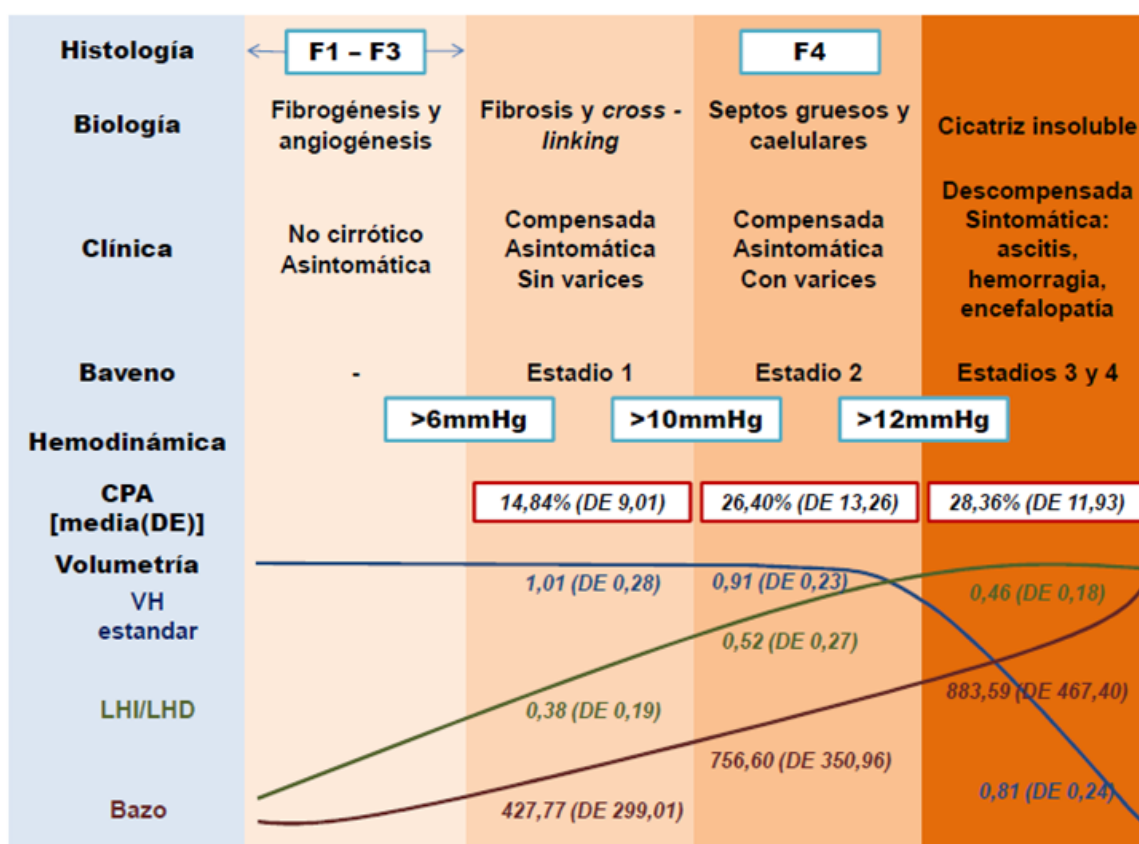 Histología
F1 – F3
F4
Biología
Fibrogénesis y
angiogénesis
Fibrosis y cross -
linking
Septos gruesos y
caelulares
Cicatriz insoluble
Clínica
No cirrótico
Asintomática
Compensada
Asintomática
Sin varices
Compensada
Asintomática
Con varices
Descompensada
Sintomática:
ascitis,
hemorragia,
encefalopatía
Baveno
-
Estadio 1
Estadio 2
Estadios 3 y 4
Hemodinámica
>6mmHg
>10mmHg
>12mmHg
CPA
[media(DE)]
14,84% (DE 9,01)
26,40% (DE 13,26)
28,36% (DE 11,93)
Volumetría
VH
estandar
1,01 (DE 0,28)
0,91 (DE 0,23)
0,81 (DE 0,24)
LHI/LHD
0,38 (DE 0,19)
0,52 (DE 0,27)
0,46 (DE 0,18)
Bazo
427,77 (DE 299,01)
756,60 (DE 350,96)
883,59 (DE 467,40)